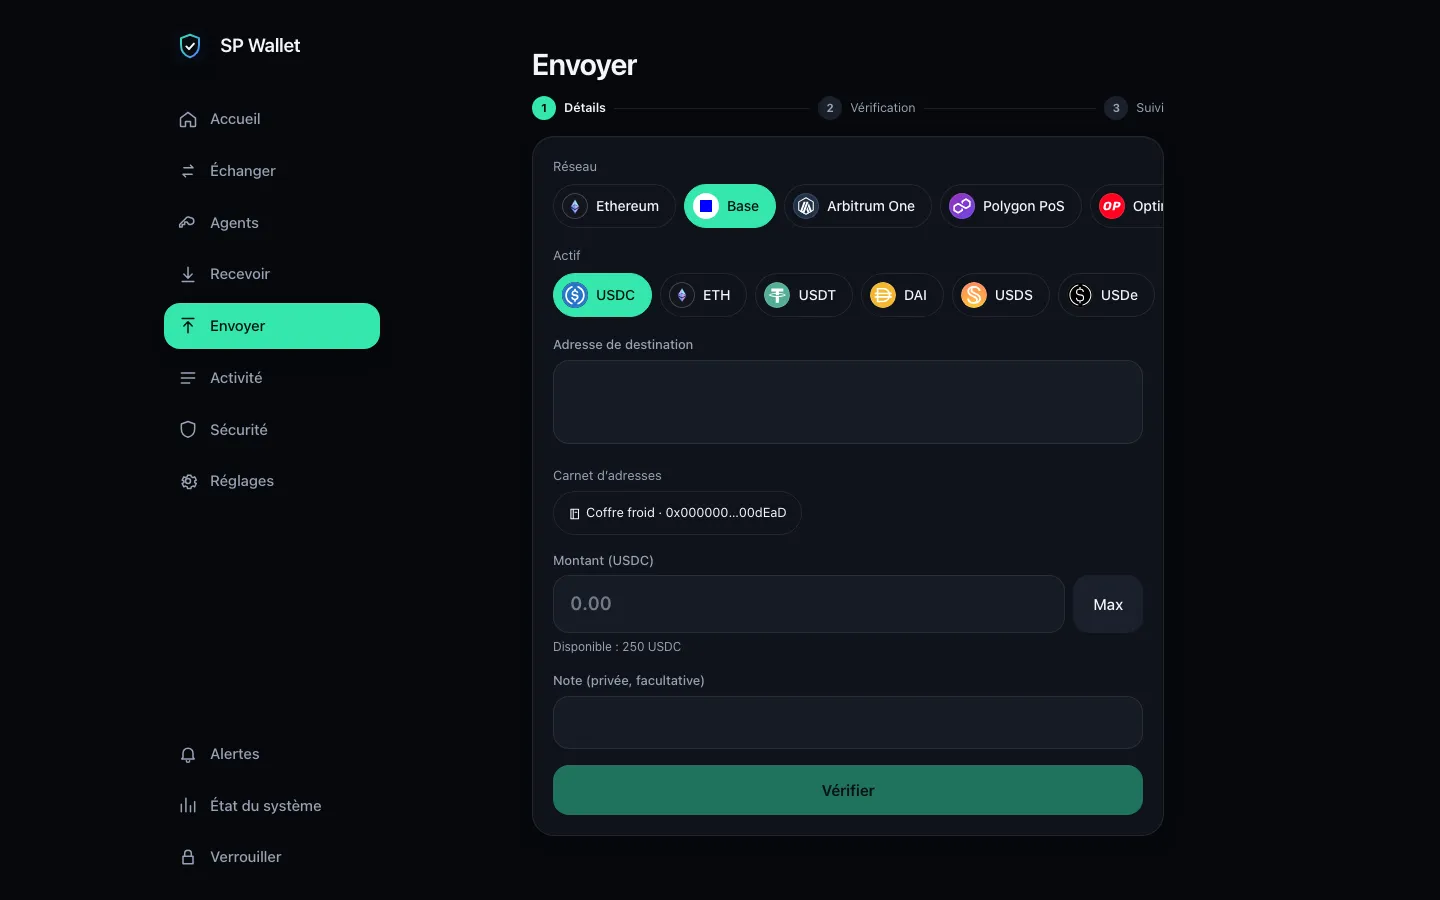 SP Wallet
Accueil
Échanger
Agents
Recevoir
Envoyer
Activité
Sécurité
Réglages
Alertes
État du système
Verrouiller
Envoyer
1 Détails
2 Vérification
3 Suivi
Réseau
Ethereum
Base
Arbitrum One
Polygon PoS
OP
Actif
USDC
ETH
USDT
DAI
USDS
USDe
Adresse de destination
Carnet d'adresses
Coffre froid · 0x000000...00dEaD
Montant (USDC)
0.00
Max
Disponible : 250 USDC
Note (privée, facultative)
Vérifier